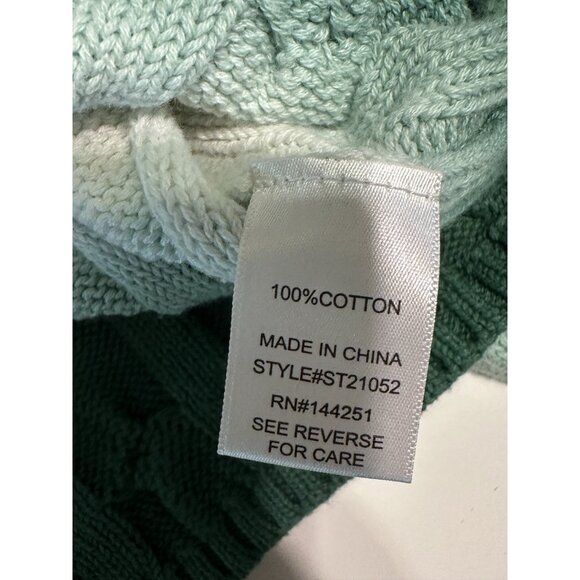 100%COTTON
MADE IN CHINA
STYLE#ST21052
RN#144251
SEE REVERSE
FOR CARE